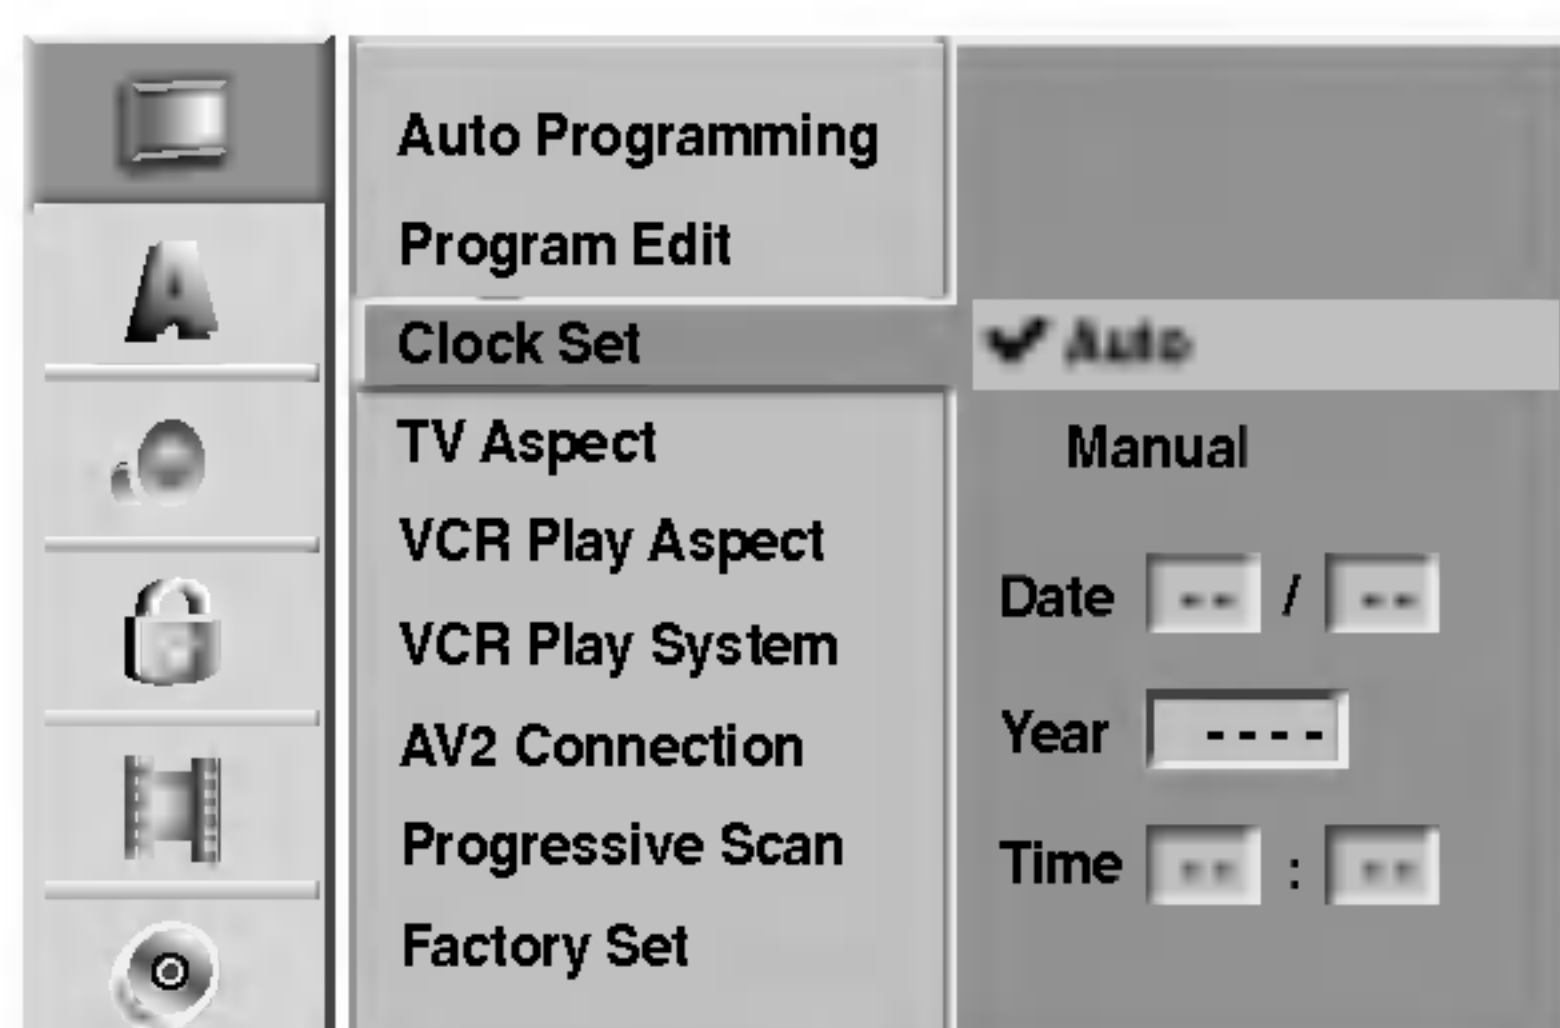 Auto Programming
Program Edit
Clock Set
TV Aspect
VCR Play Aspect
VCR Play System
AV2 Connection
Progressive Scan
Factory Set
✔ Auto
Manual
Date -- / --
Year ----
Time -- : --